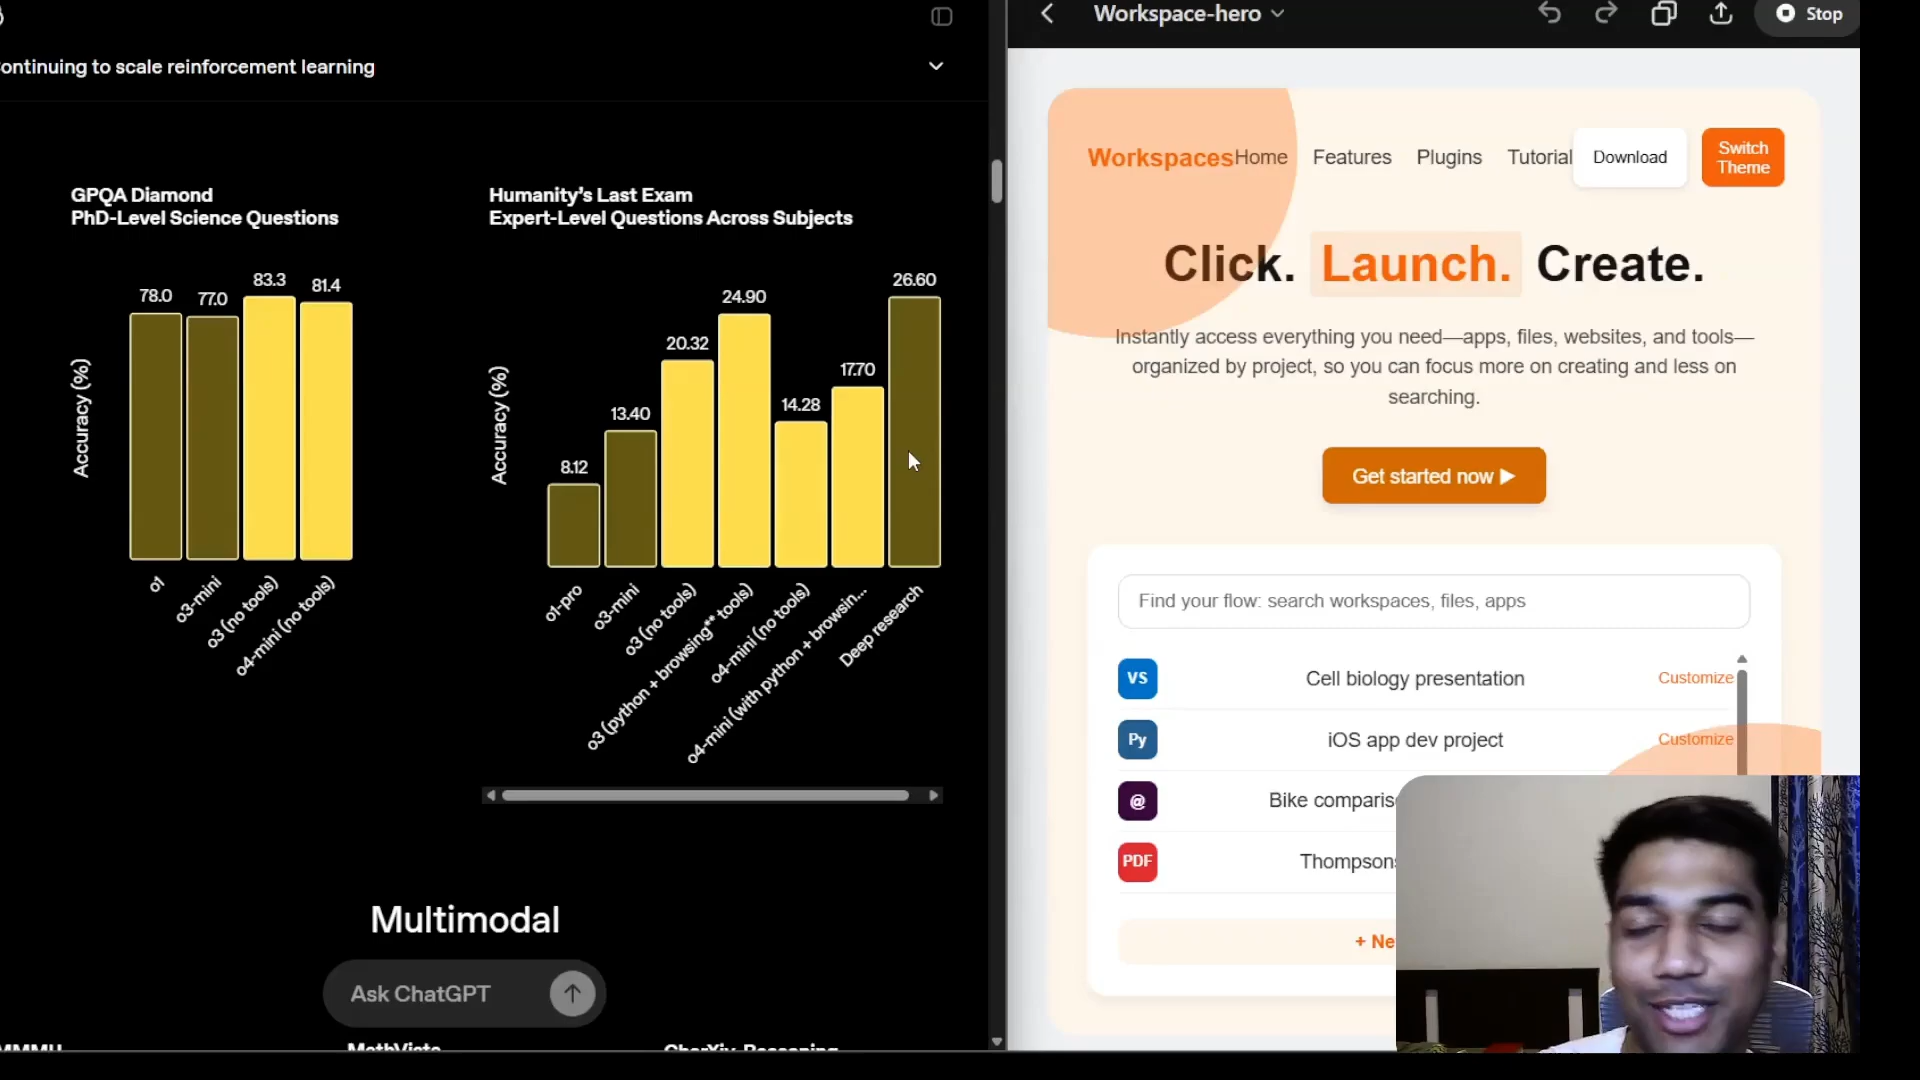 ontinuing to scale reinforcement learning
GPQA Diamond
PhD-Level Science Questions
Accuracy (%)
78.0
77.0
83.3
81.4
o1
o3-mini
o3 (no tools)
o4-mini (no tools)
Humanity's Last Exam
Expert-Level Questions Across Subjects
Accuracy (%)
8.12
13.40
20.32
24.90
14.28
17.70
26.60
o1-pro
o3-mini
o3 (no tools)
o3 (python + browsing** tools)
o4-mini (no tools)
o4-mini (with python + browsin...
Deep research
Multimodal
Ask ChatGPT
Workspace-hero
Stop
Workspaces
Home
Features
Plugins
Tutorial
Download
Switch
Theme
Click. Launch. Create.
Instantly access everything you need—apps, files, websites, and tools—
organized by project, so you can focus more on creating and less on
searching.
Get started now ▶
Find your flow: search workspaces, files, apps
VS
Cell biology presentation
Customize
Py
iOS app dev project
Customize
@
Bike comparis
PDF
Thompsons
+ Ne